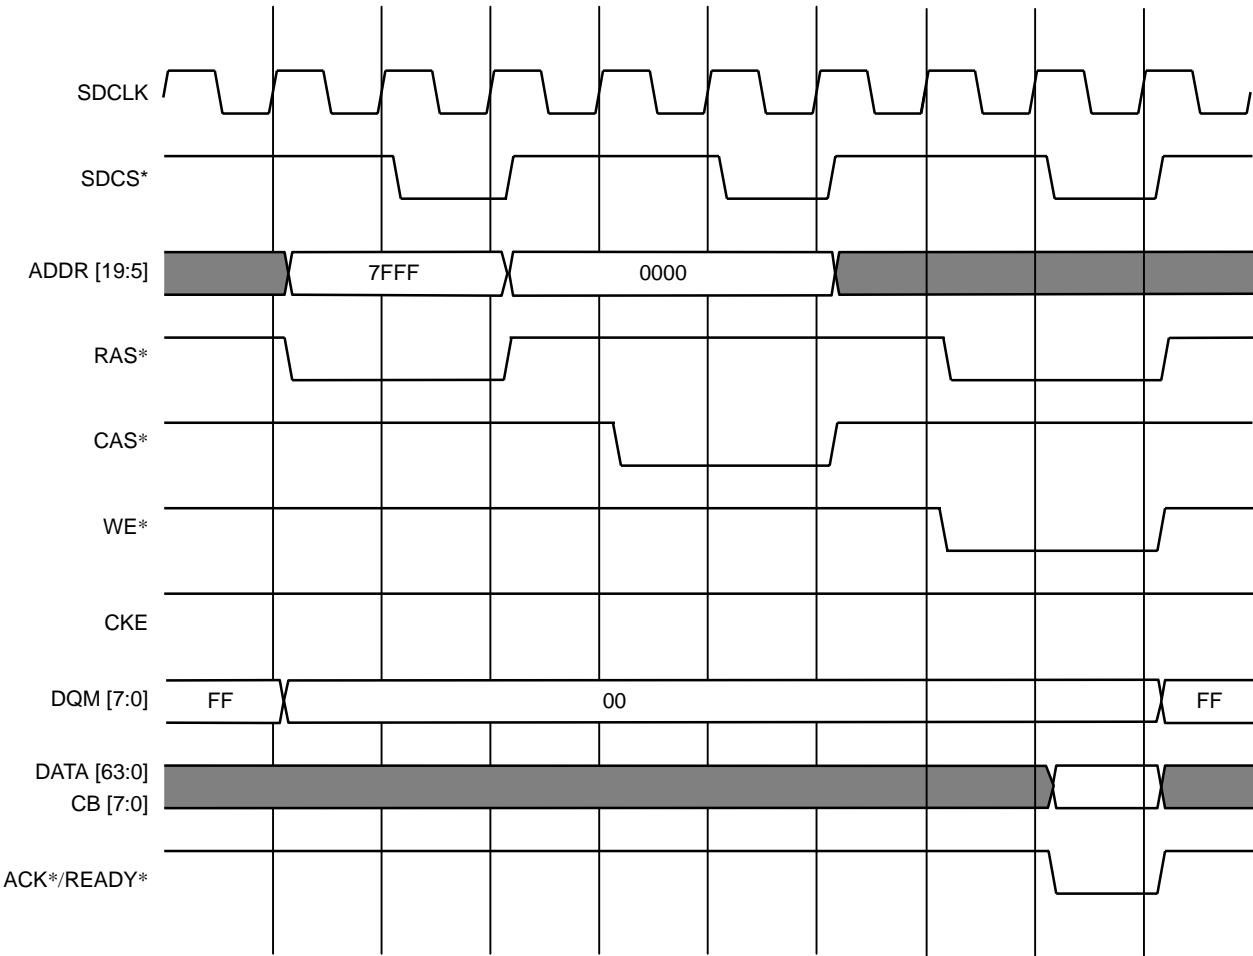 SDCLK
SDCS*
ADDR [19:5] 7FFF 0000
RAS*
CAS*
WE*
CKE
DQM [7:0] FF 00 FF
DATA [63:0]
CB [7:0]
ACK*/READY*